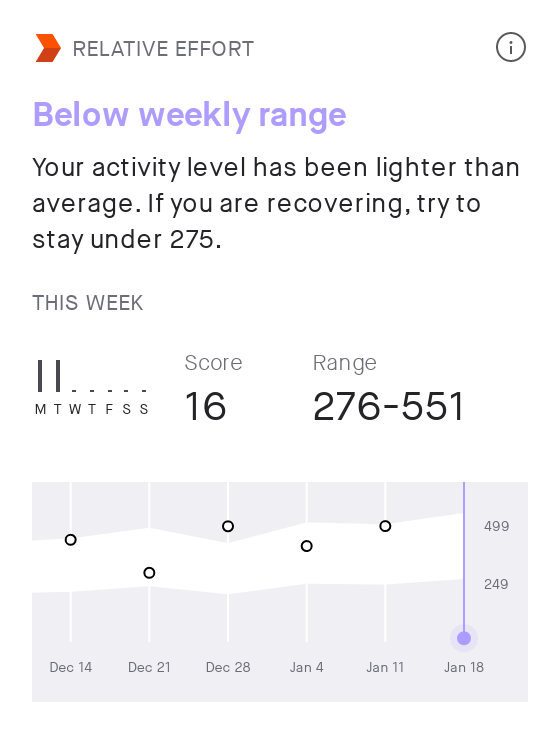 RELATIVE EFFORT
Below weekly range
Your activity level has been lighter than
average. If you are recovering, try to
stay under 275.
THIS WEEK
Score
Range
16
276-551
M T W T F S S
499
249
Dec 14
Dec 21
Dec 28
Jan 4
Jan 11
Jan 18